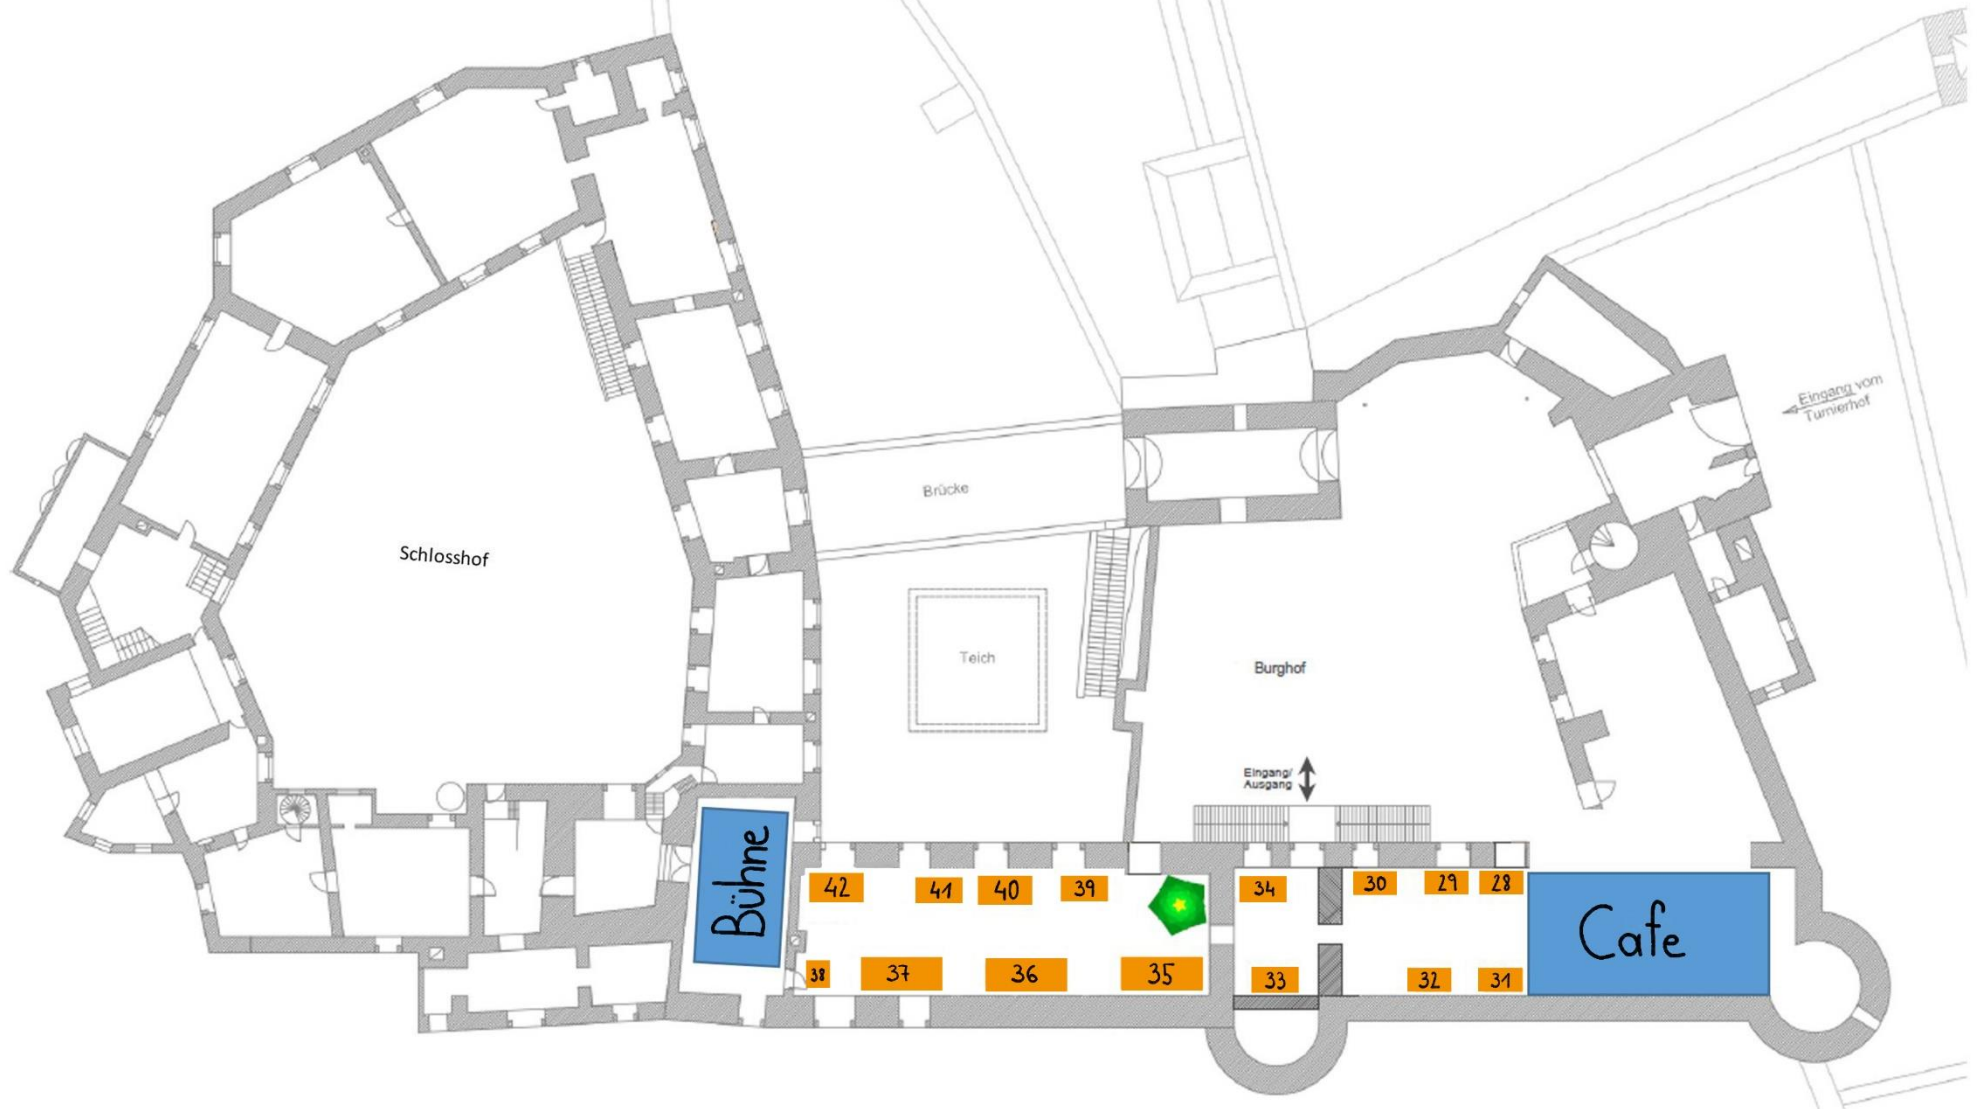 Eingang vom
Turnierhof
Brücke
Schlosshof
Teich
Burghof
Eingang/
Ausgang
Bühne
42
41
40
39
34
30
29
28
Cafe
38
37
36
35
33
32
31